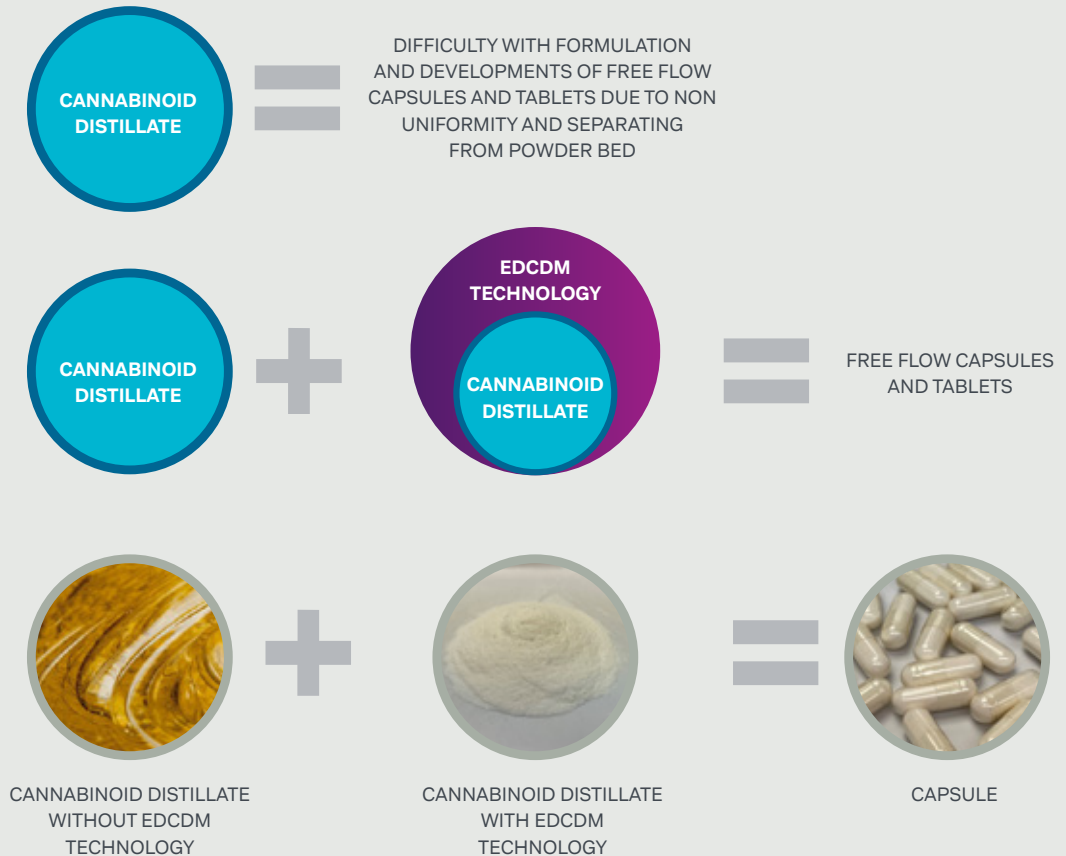 CANNABINOID
DISTILLATE
DIFFICULTY WITH FORMULATION
AND DEVELOPMENTS OF FREE FLOW
CAPSULES AND TABLETS DUE TO NON
UNIFORMITY AND SEPARATING
FROM POWDER BED
CANNABINOID
DISTILLATE
EDCDM
TECHNOLOGY
CANNABINOID
DISTILLATE
FREE FLOW CAPSULES
AND TABLETS
CANNABINOID DISTILLATE
WITHOUT EDCDM
TECHNOLOGY
CANNABINOID DISTILLATE
WITH EDCDM
TECHNOLOGY
CAPSULE